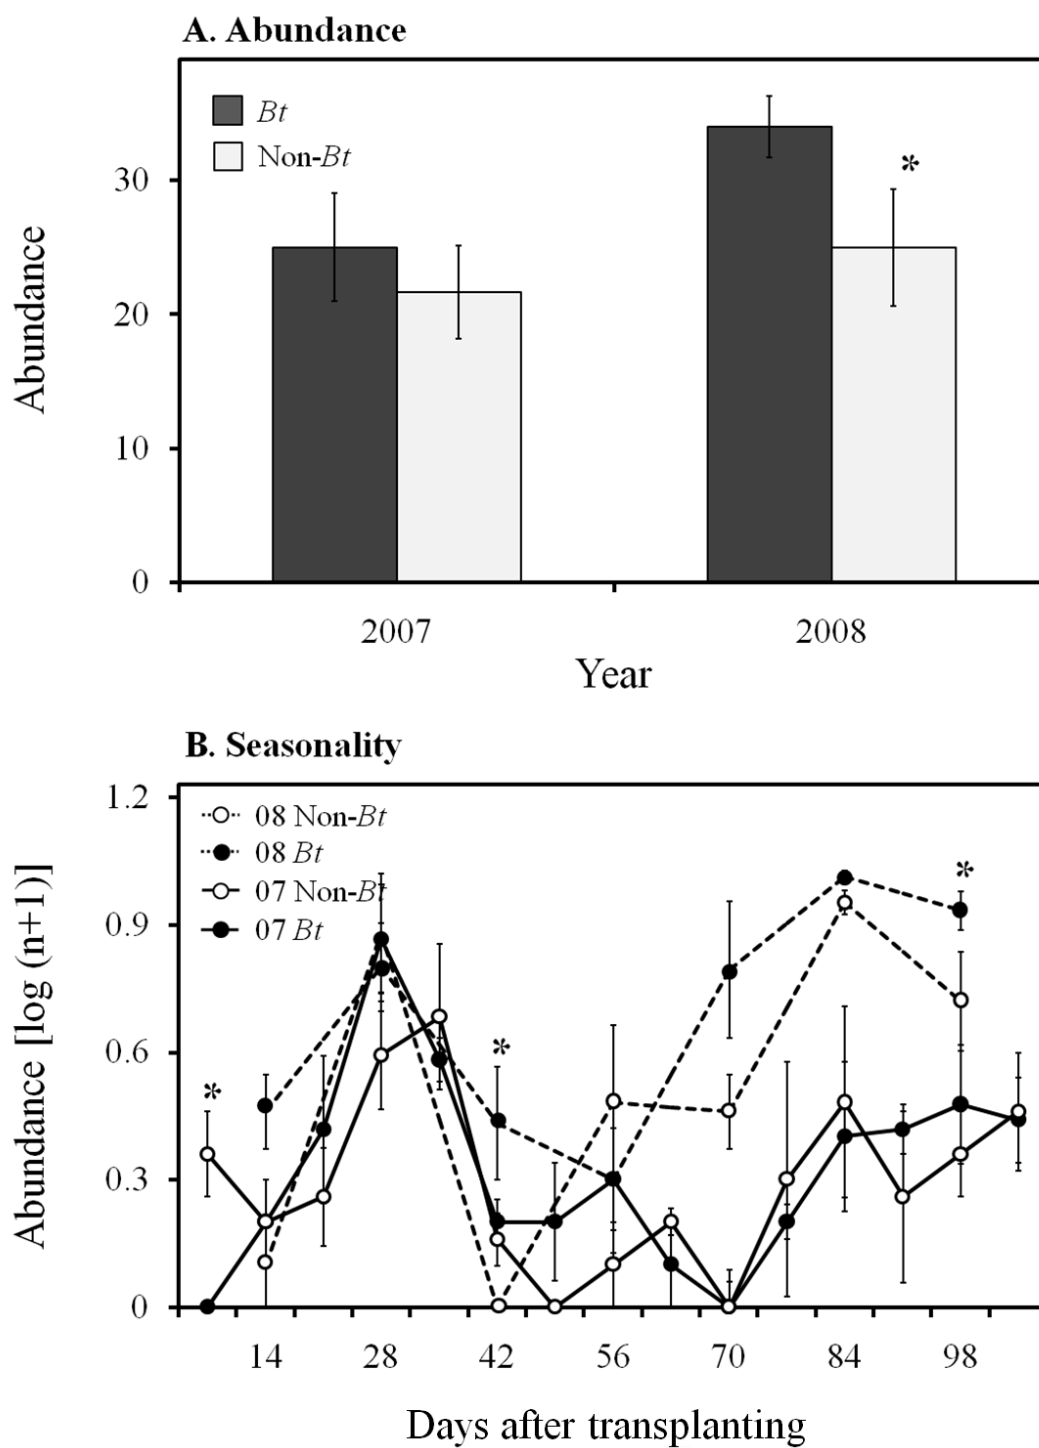 A. Abundance
Bt
Non-Bt
*
30
20
10
0
Abundance
2007 2008
Year
B. Seasonality
1.2
0.9
0.6
0.3
0
08 Non-Bt
08 Bt
07 Non-Bt
07 Bt
*
*
*
Abundance [log (n+1)]
14 28 42 56 70 84 98
Days after transplanting